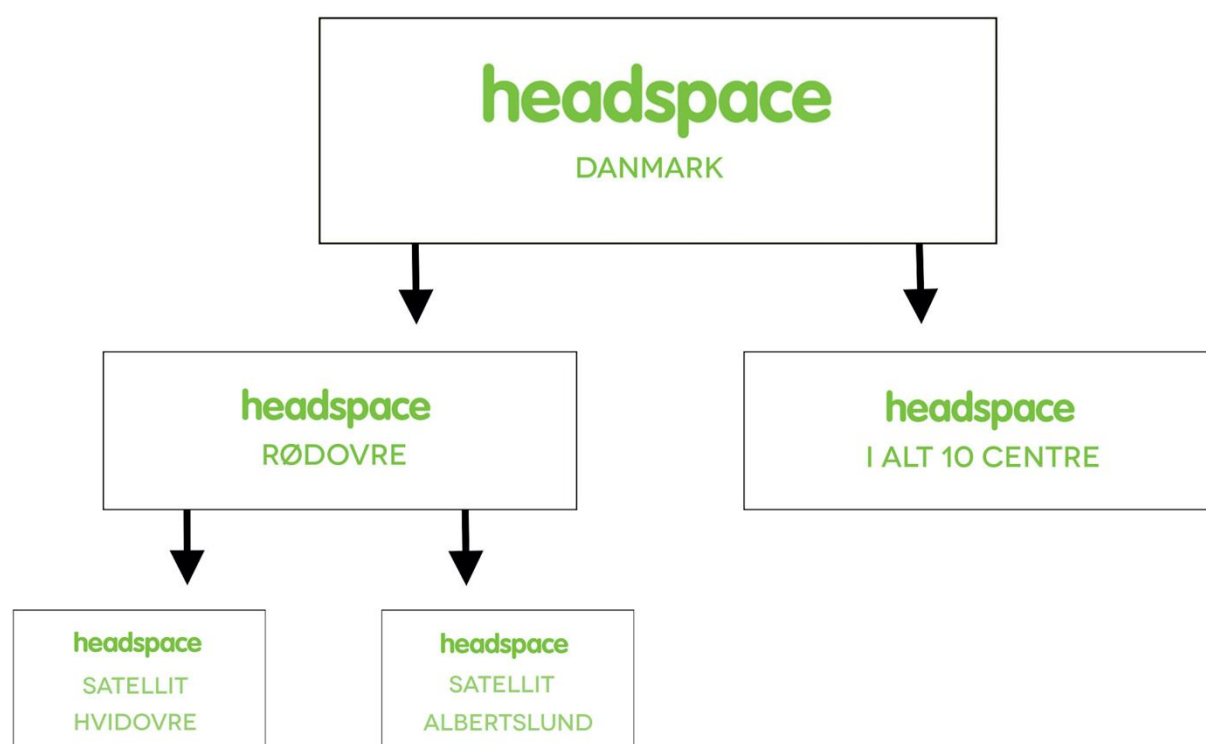 headspace
DANMARK
headspace
RØDOVRE
headspace
I ALT 10 CENTRE
headspace
SATELLIT
HVIDOVRE
headspace
SATELLIT
ALBERTSLUND